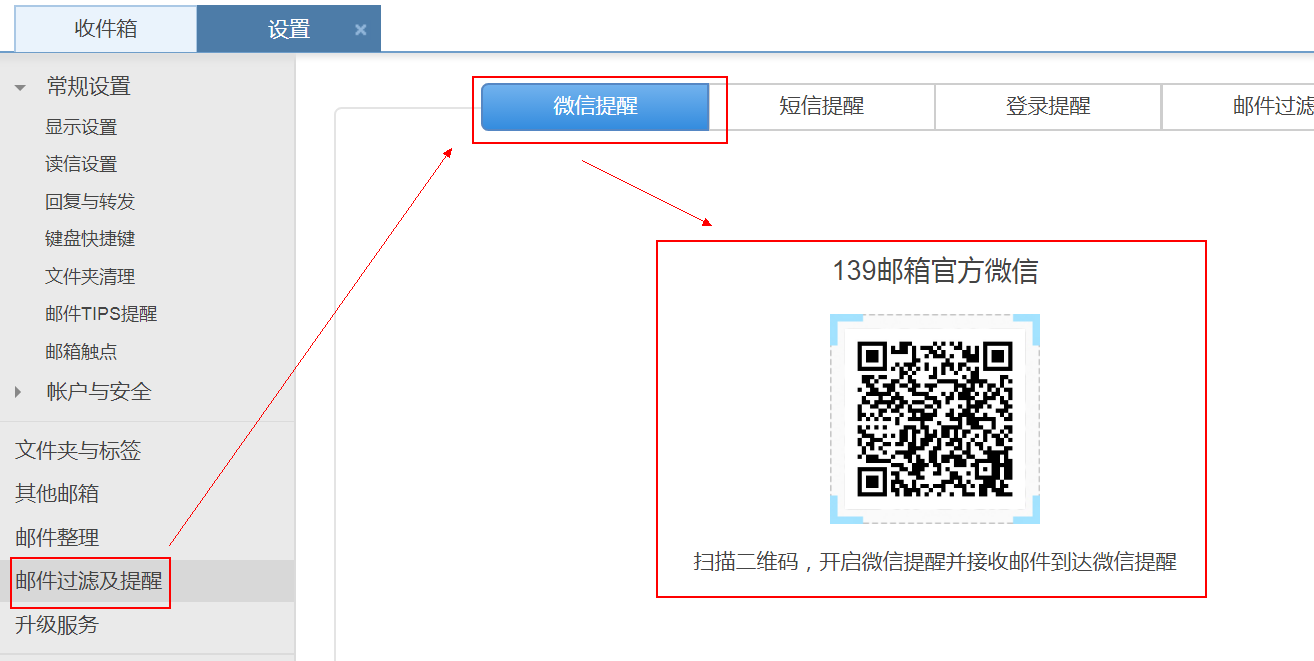 收件箱
设置
常规设置
显示设置
读信设置
回复与转发
键盘快捷键
文件夹清理
邮件TIPS提醒
邮箱触点
帐户与安全
文件夹与标签
其他邮箱
邮件整理
邮件过滤及提醒
升级服务
微信提醒
短信提醒
登录提醒
邮件过滤
139邮箱官方微信
扫描二维码，开启微信提醒并接收邮件到达微信提醒